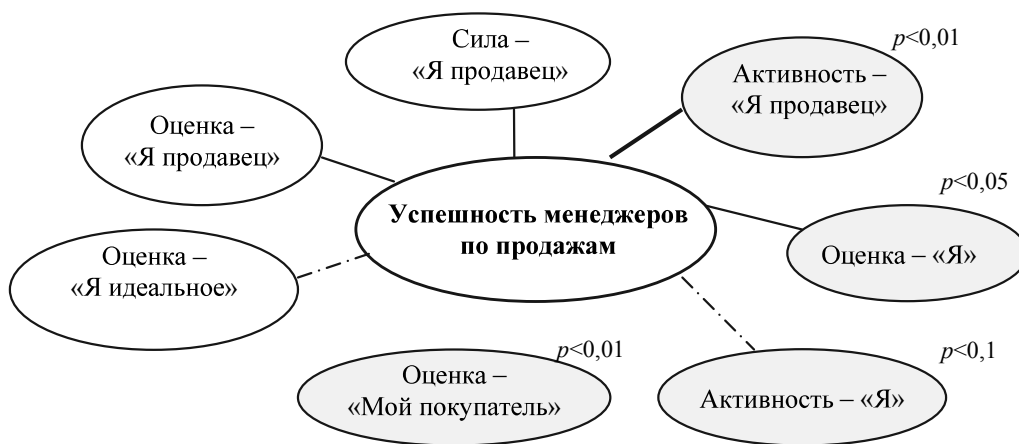 Сила –
«Я продавец»
p<0,01
Активность –
«Я продавец»
Оценка –
«Я продавец»
p<0,05
Успешность менеджеров
по продажам
Оценка – «Я»
Оценка –
«Я идеальное»
p<0,01
Оценка –
«Мой покупатель»
p<0,1
Активность – «Я»